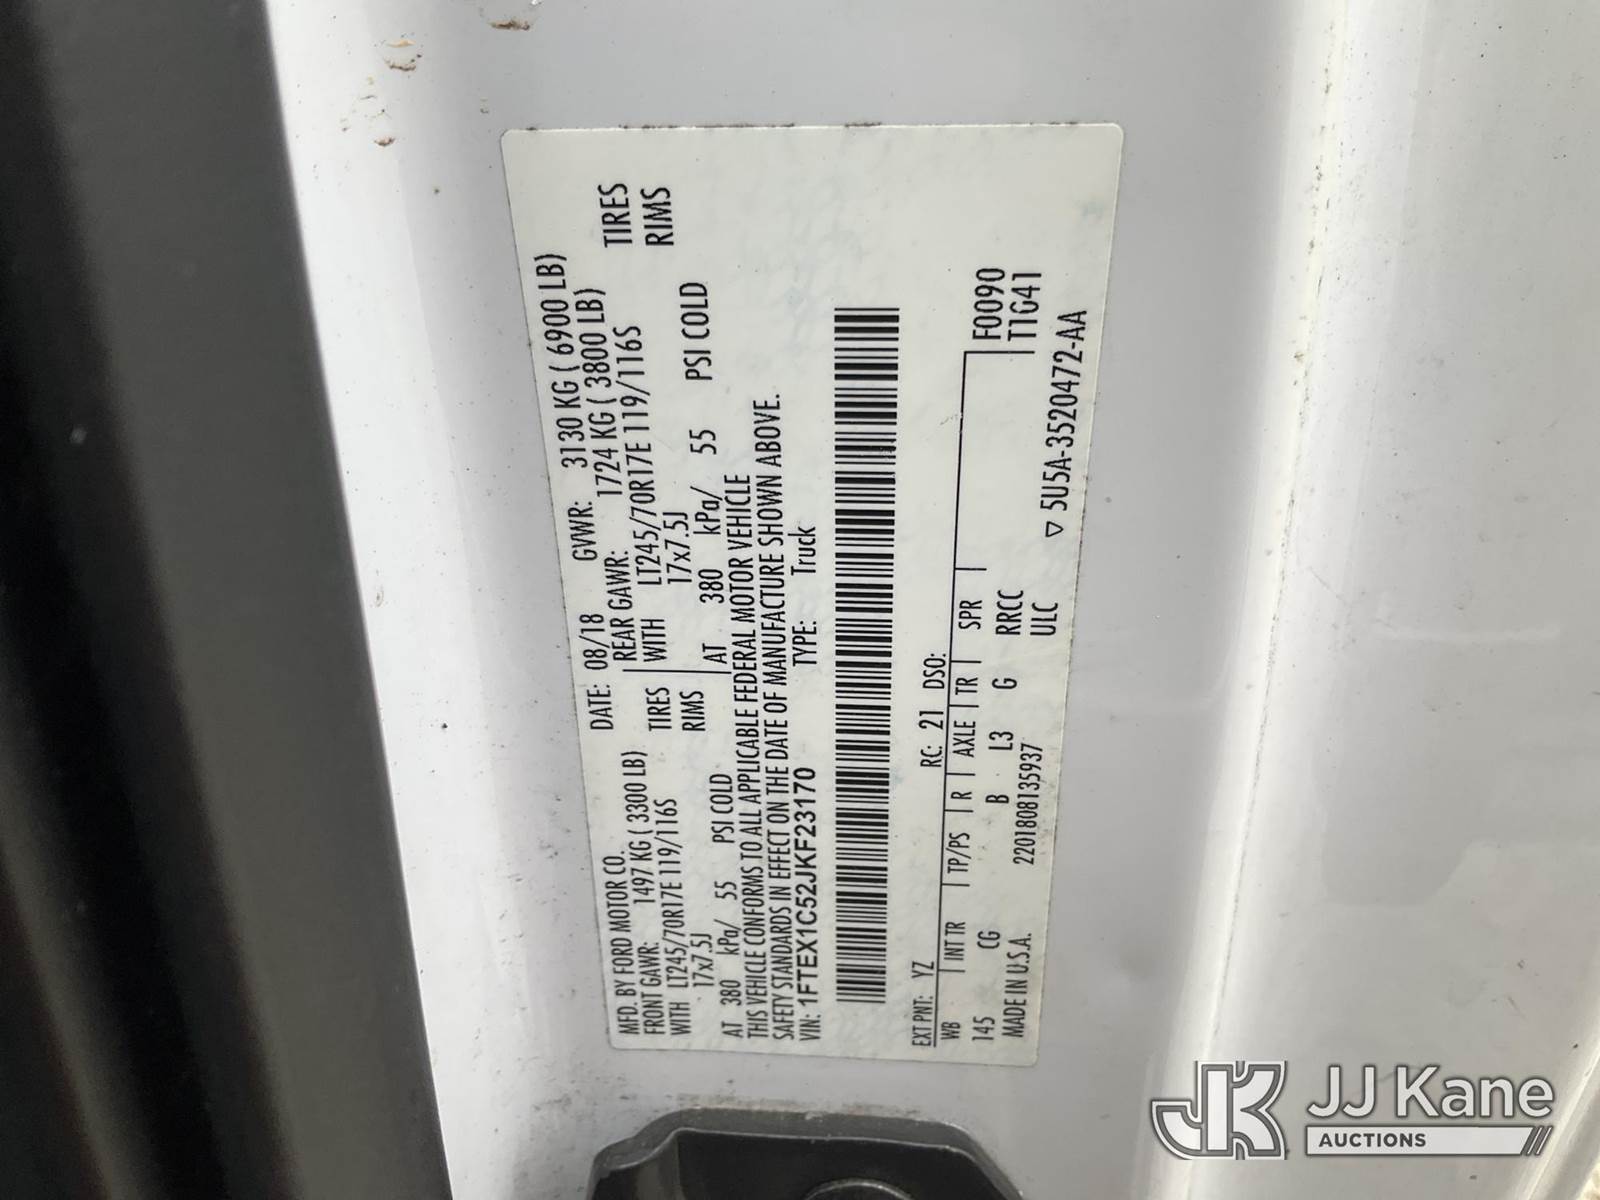 MFD. BY FORD MOTOR CO.
DATE: 08/18 GVWR: 3130 KG ( 6900 LB)
FRONT GAWR: 1497 KG ( 3300 LB) REAR GAWR: 1724 KG ( 3800 LB)
WITH LT245/70R17E 119/116S TIRES WITH LT245/70R17E 119/116S TIRES
17x7.5J RIMS 17x7.5J RIMS
AT 380 kPa/ 55 PSI COLD AT 380 kPa/ 55 PSI COLD
THIS VEHICLE CONFORMS TO ALL APPLICABLE FEDERAL MOTOR VEHICLE
SAFETY STANDARDS IN EFFECT ON THE DATE OF MANUFACTURE SHOWN ABOVE.
VIN: 1FTEX1C52JKF23170 TYPE: Truck
EXT PNT: YZ RC: 21 DSO:
WB INT TR TP/PS R AXLE TR SPR F0090
145 CG B L3 G RRCC T1G41
MADE IN U.S.A. 2201808135937 ULC
▽ 5U5A-3520472-AA
JK JJ Kane
AUCTIONS